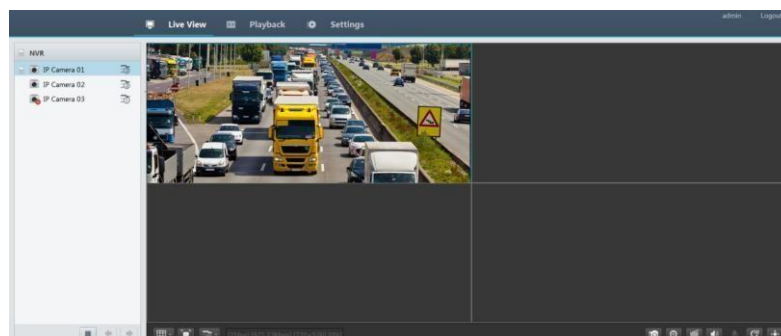 admin
Logout
Live View
Playback
Settings
NVR
IP Camera 01
IP Camera 02
IP Camera 03